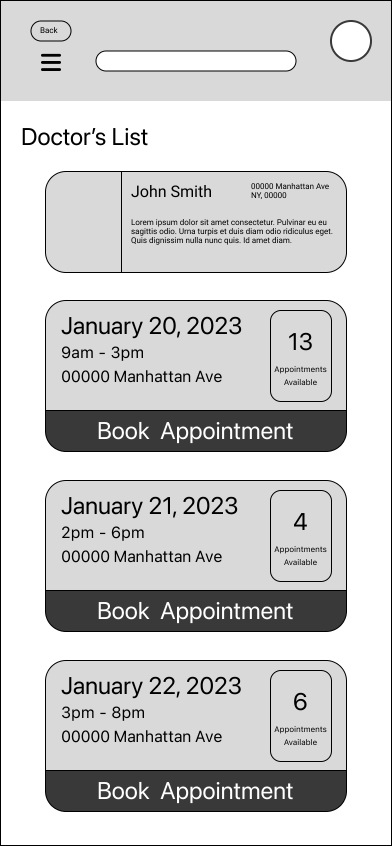 Back
Doctor's List
John Smith
00000 Manhattan Ave
NY, 00000
Lorem ipsum dolor sit amet consectetur. Pulvinar eu eu
sagittis odio. Urna turpis et duis diam odio ridiculus eget.
Quis dignissim nulla nunc quis. Id amet diam.
January 20, 2023
9am - 3pm
00000 Manhattan Ave
13
Appointments
Available
Book Appointment
January 21, 2023
2pm - 6pm
00000 Manhattan Ave
4
Appointments
Available
Book Appointment
January 22, 2023
3pm - 8pm
00000 Manhattan Ave
6
Appointments
Available
Book Appointment